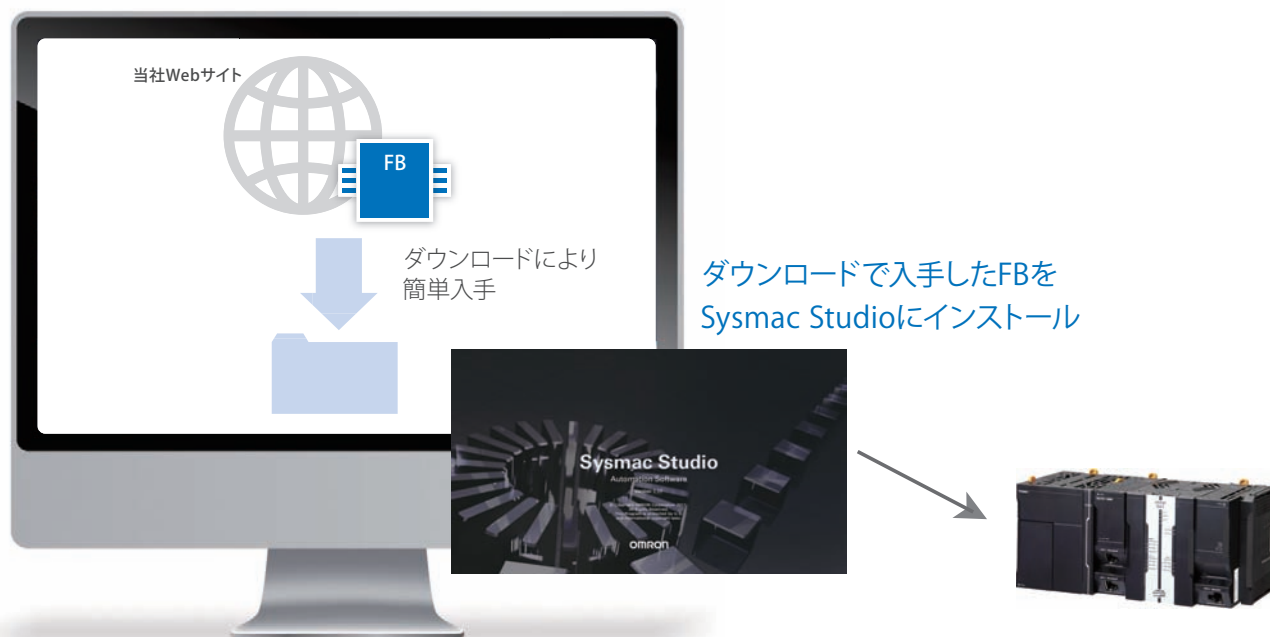 当社Webサイト
FB
ダウンロードにより
簡単入手
ダウンロードで入手したFBを
Sysmac Studioにインストール
Sysmac Studio
Automation Software
OMRON